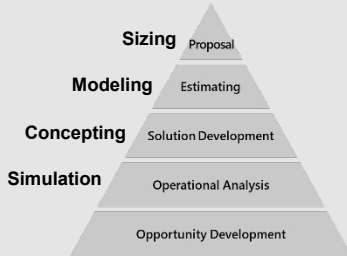 Sizing
Proposal
Modeling
Estimating
Concepting
Solution Development
Simulation
Operational Analysis
Opportunity Development